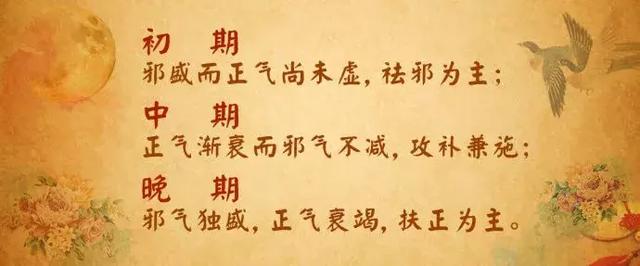 初 期
邪盛而正气尚未虚，祛邪为主；
中 期
正气渐衰而邪气不减，攻补兼施；
晚 期
邪气独盛，正气衰竭，扶正为主。